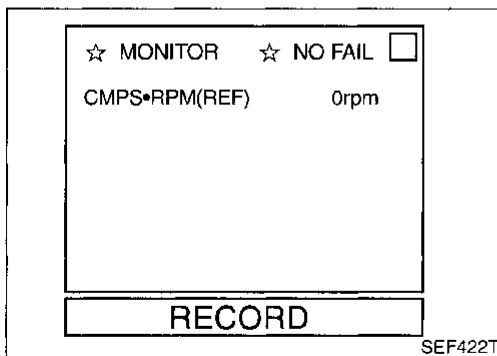 ☆ MONITOR ☆ NO FAIL
CMPS•RPM(REF) 0rpm
RECORD
SEF422T